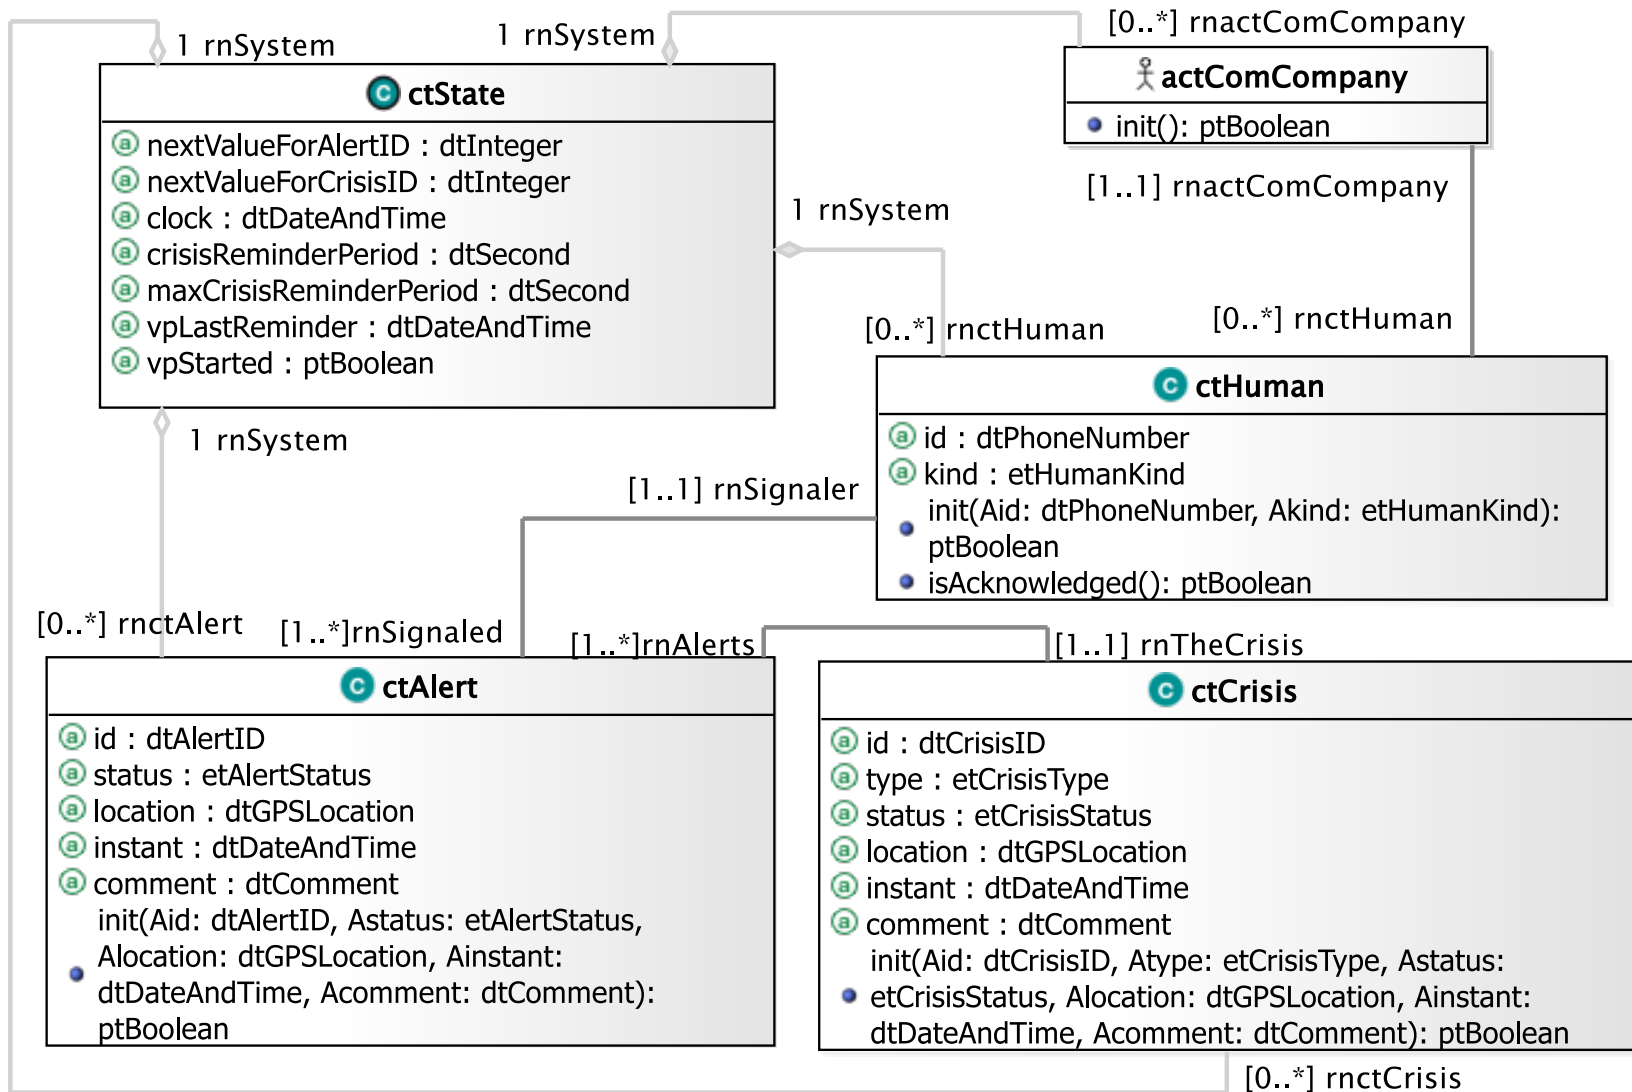 1 rnSystem
1 rnSystem
[0..*] rnactComCompany
ctState
nextValueForAlertID : dtInteger
nextValueForCrisisID : dtInteger
clock : dtDateAndTime
crisisReminderPeriod : dtSecond
maxCrisisReminderPeriod : dtSecond
vpLastReminder : dtDateAndTime
vpStarted : ptBoolean
actComCompany
init(): ptBoolean
[1..1] rnactComCompany
1 rnSystem
[0..*] rnctHuman
[0..*] rnctHuman
ctHuman
id : dtPhoneNumber
kind : etHumanKind
init(Aid: dtPhoneNumber, Akind: etHumanKind):
ptBoolean
isAcknowledged(): ptBoolean
1 rnSystem
[1..1] rnSignaler
[0..*] rnctAlert
[1..*]rnSignaled
[1..*]rnAlerts
[1..1] rnTheCrisis
ctAlert
id : dtAlertID
status : etAlertStatus
location : dtGPSLocation
instant : dtDateAndTime
comment : dtComment
init(Aid: dtAlertID, Astatus: etAlertStatus,
Alocation: dtGPSLocation, Ainstant:
dtDateAndTime, Acomment: dtComment):
ptBoolean
ctCrisis
id : dtCrisisID
type : etCrisisType
status : etCrisisStatus
location : dtGPSLocation
instant : dtDateAndTime
comment : dtComment
init(Aid: dtCrisisID, Atype: etCrisisType, Astatus:
etCrisisStatus, Alocation: dtGPSLocation, Ainstant:
dtDateAndTime, Acomment: dtComment): ptBoolean
[0..*] rnctCrisis